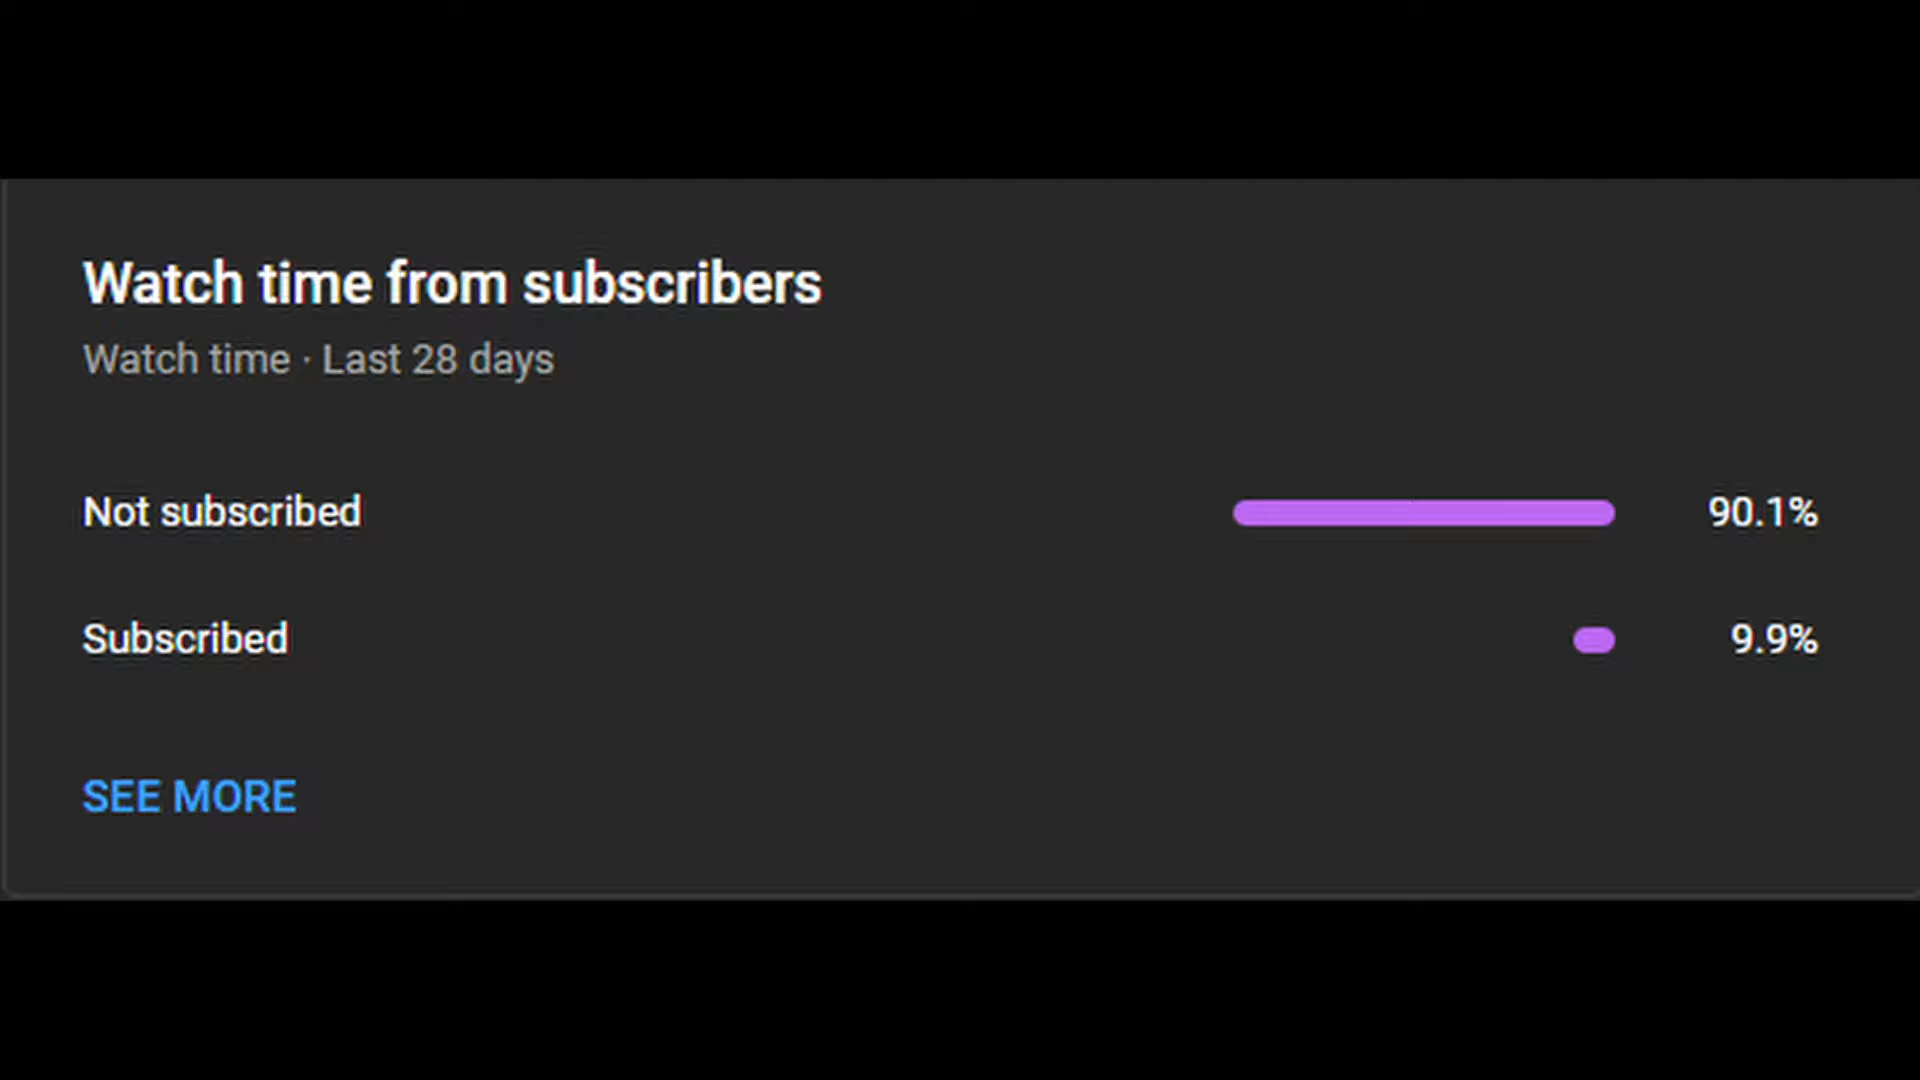 Watch time from subscribers
Watch time · Last 28 days
Not subscribed 90.1%
Subscribed 9.9%
SEE MORE